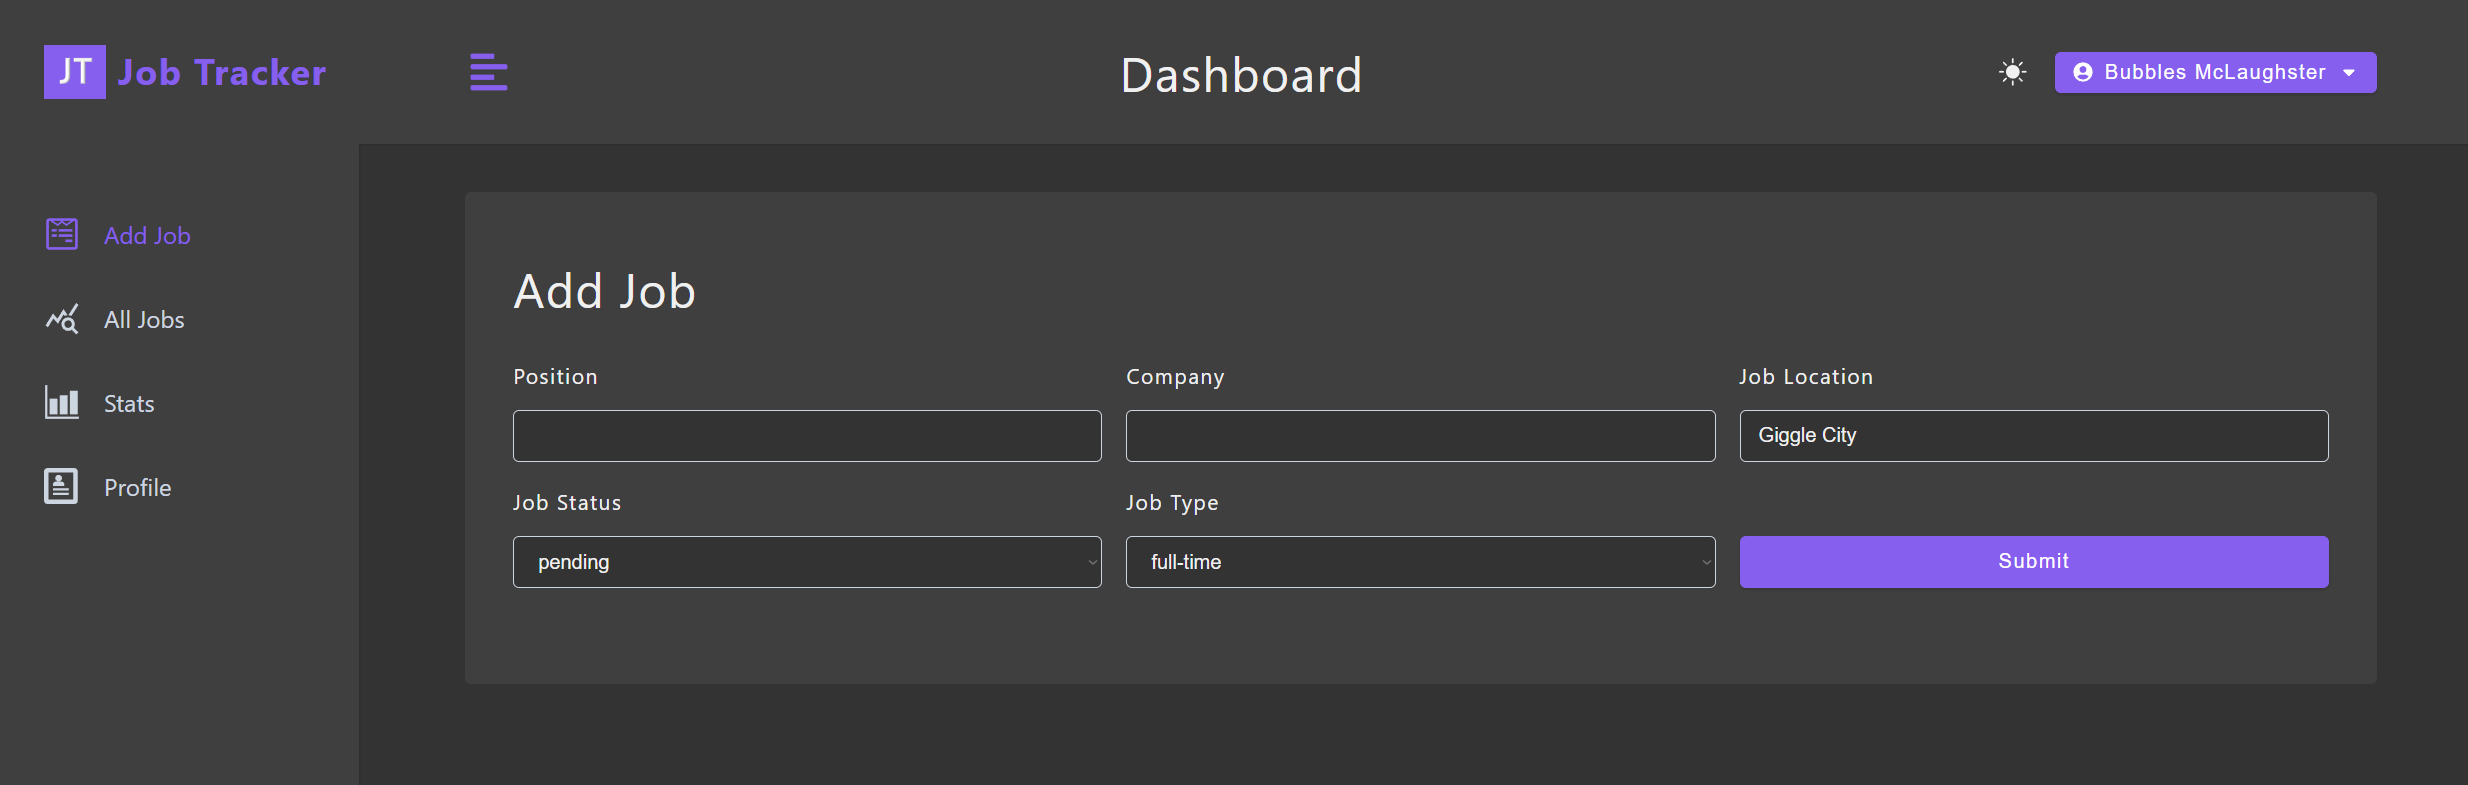 JT Job Tracker
Dashboard
Bubbles McLaughster
Add Job
All Jobs
Stats
Profile
Add Job
Position
Company
Job Location
Giggle City
Job Status
Job Type
pending
full-time
Submit